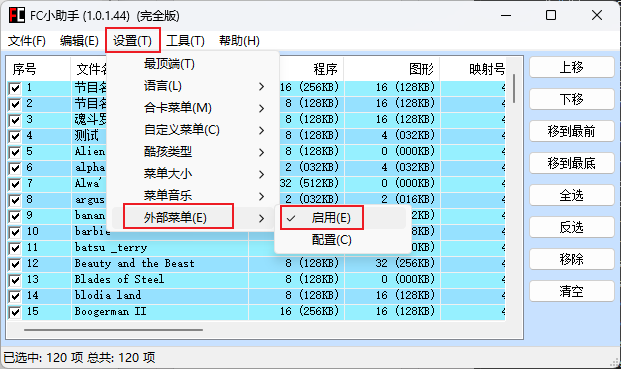 FC小助手 (1.0.1.44) (完全版)
文件(F) 编辑(E) 设置(T) 工具(T) 帮助(H)
序号 文件名 程序 图形 映射号
1 节目名 16 (256KB) 16 (128KB) 4
2 节目名 8 (128KB) 16 (128KB) 4
3 魂斗罗 8 (128KB) 16 (128KB) 4
4 测试 8 (128KB) 4 (032KB) 4
5 Alien 8 (128KB) 0 (000KB) 4
6 alpha 2 (032KB) 4 (032KB) 4
7 Alwa' 32 (512KB) 0 (000KB) 4
8 argus 2 (032KB) 2 (016KB) 4
9 banan
10 barbie
11 batsu _terry
12 Beauty and the Beast 8 (128KB) 32 (256KB) 4
13 Blades of Steel 8 (128KB) 0 (000KB) 4
14 blodia land 8 (128KB) 16 (128KB) 4
15 Boogerman II 16 (256KB) 16 (128KB) 4
最顶端(T)
语言(L)
合卡菜单(M)
自定义菜单(C)
酷孩类型
菜单大小
菜单音乐
外部菜单(E)
启用(E)
配置(C)
上移
下移
移到最前
移到最底
全选
反选
移除
清空
已选中: 120 项 总共: 120 项